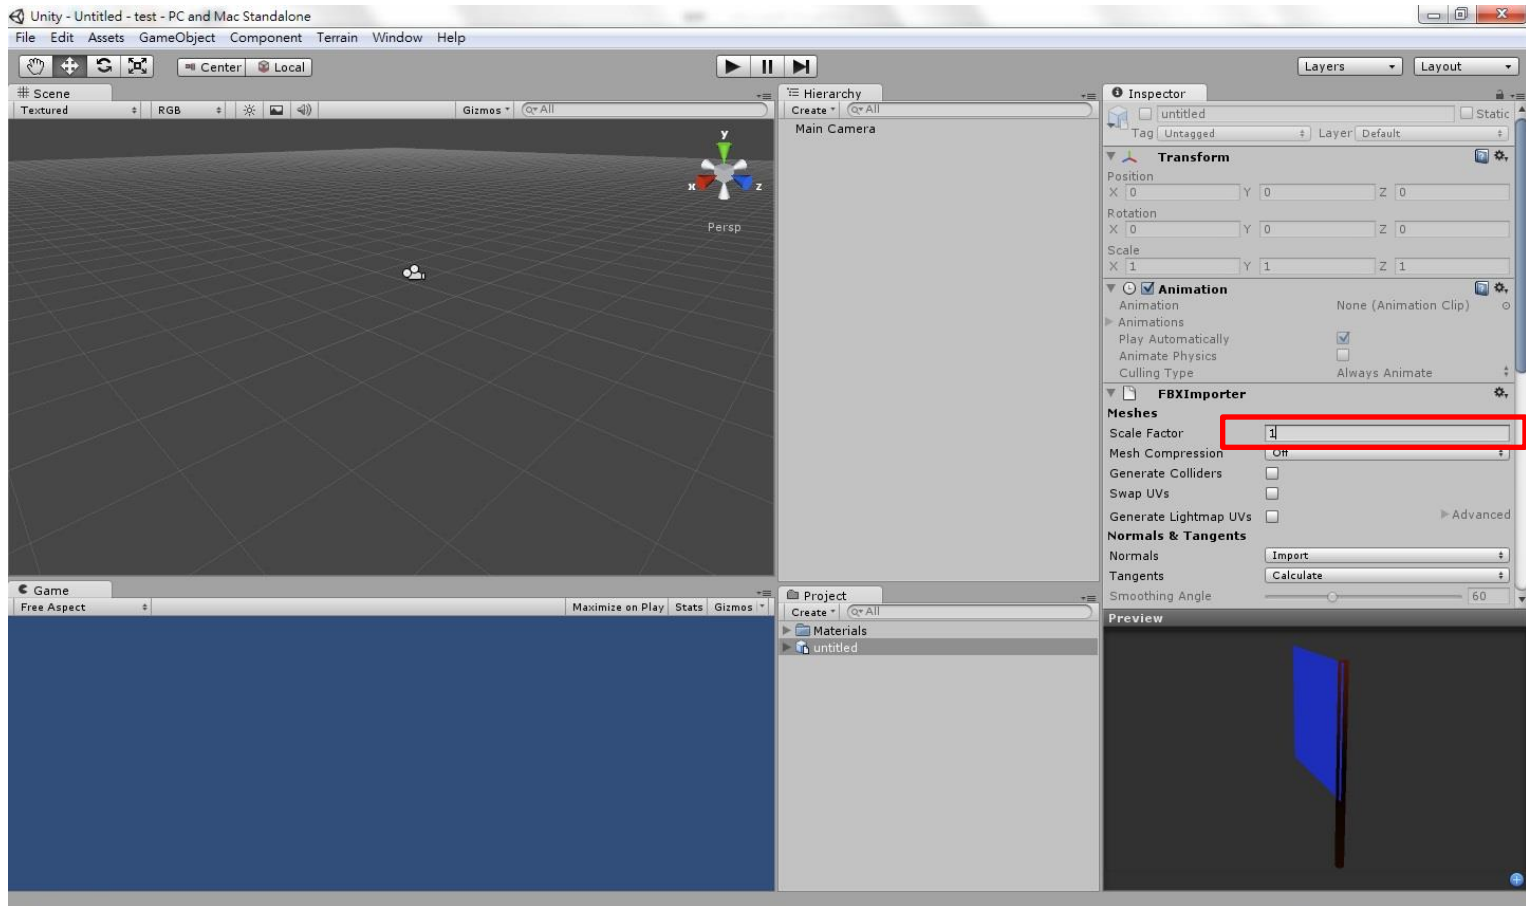 Unity - Untitled - test - PC and Mac Standalone
File Edit Assets GameObject Component Terrain Window Help
Center Local Layers Layout
Scene
Textured RGB Gizmos All
y
x z
Persp
Hierarchy
Create All
Main Camera
Inspector
untitled Static
Tag Untagged Layer Default
Transform
Position
X 0 Y 0 Z 0
Rotation
X 0 Y 0 Z 0
Scale
X 1 Y 1 Z 1
Animation
Animation None (Animation Clip)
Animations
Play Automatically
Animate Physics
Culling Type Always Animate
FBXImporter
Meshes
Scale Factor 1
Mesh Compression Off
Generate Colliders
Swap UVs
Generate Lightmap UVs Advanced
Normals & Tangents
Normals Import
Tangents Calculate
Smoothing Angle 60
Game
Free Aspect Maximize on Play Stats Gizmos
Project
Create All
Materials
untitled
Preview